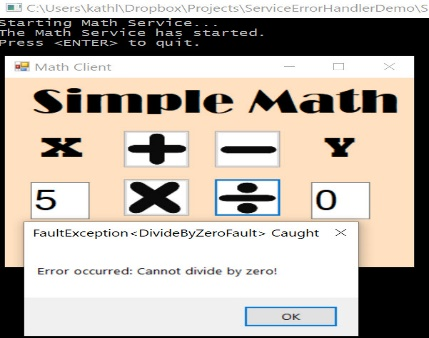 C:\Users\kathl\Dropbox\Projects\ServiceErrorHandlerDemo\S
Starting Math Service...
The Math Service has started.
Press <ENTER> to quit.
Math Client
Simple Math
X + − Y
5 × ÷ 0
FaultException<DivideByZeroFault> Caught
Error occurred: Cannot divide by zero!
OK